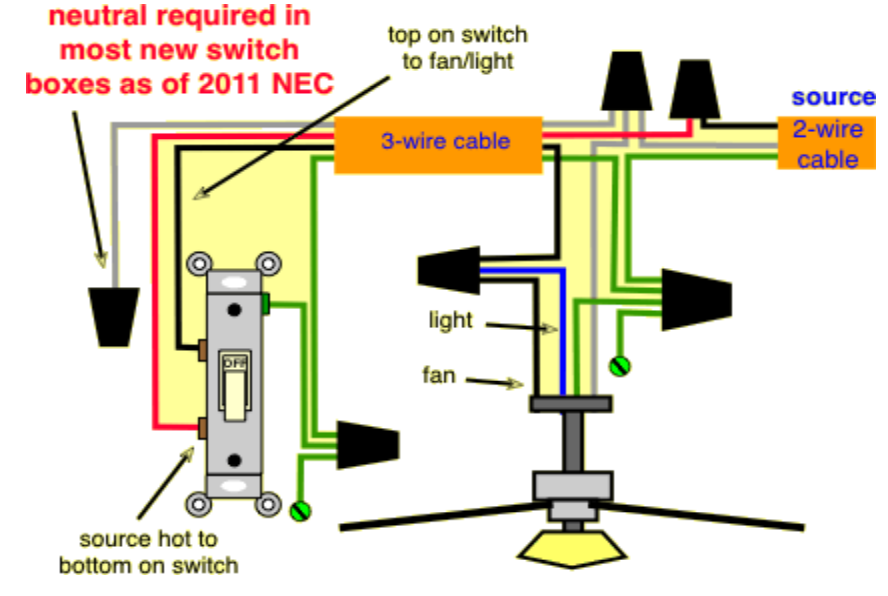 neutral required in
most new switch
boxes as of 2011 NEC
top on switch
to fan/light
source
2-wire
cable
3-wire cable
light
fan
OFF
source hot to
bottom on switch